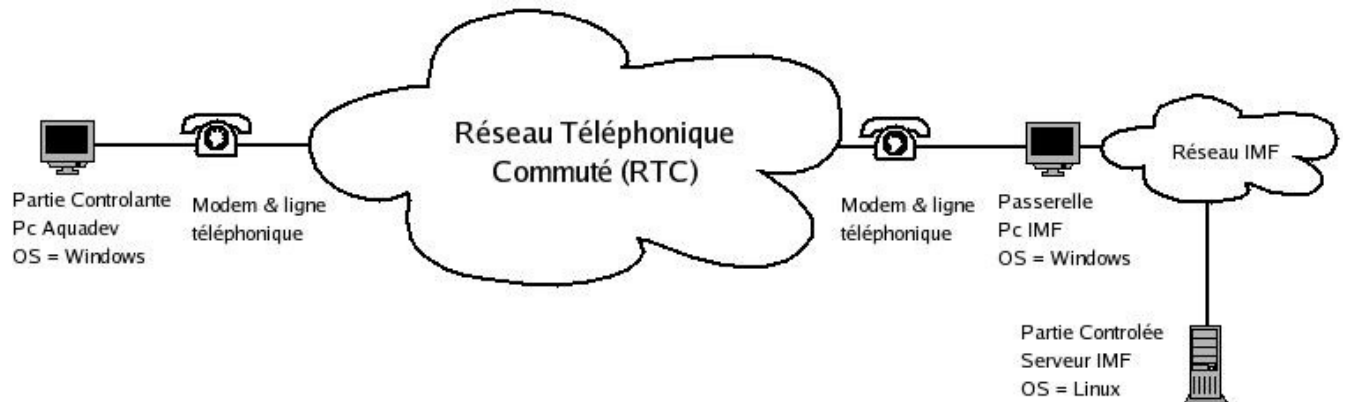 Réseau Téléphonique
Commuté (RTC)
Réseau IMF
Partie Controlante
Pc Aquadev
OS = Windows
Modem & ligne
téléphonique
Modem & ligne
téléphonique
Passerelle
Pc IMF
OS = Windows
Partie Controlée
Serveur IMF
OS = Linux